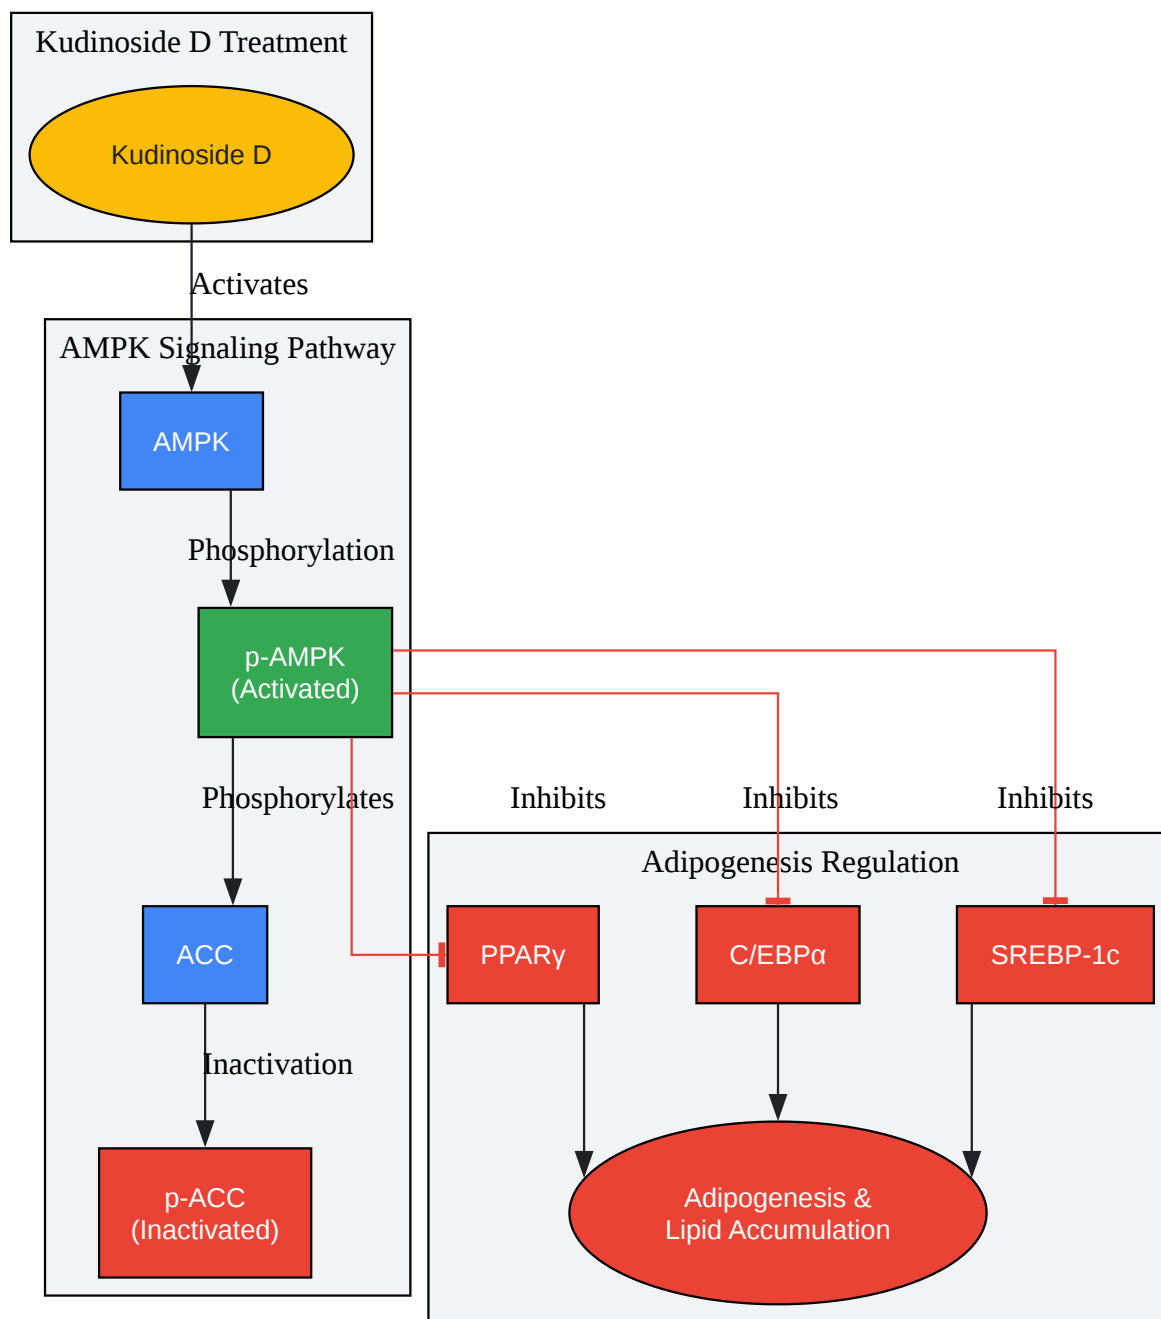 Kudinoside D Treatment
Kudinoside D
Activates
AMPK Signaling Pathway
AMPK
Phosphorylation
p-AMPK
(Activated)
Phosphorylates
Inhibits
Inhibits
Inhibits
Adipogenesis Regulation
ACC
PPARγ
C/EBPα
SREBP-1c
Inactivation
p-ACC
(Inactivated)
Adipogenesis &
Lipid Accumulation